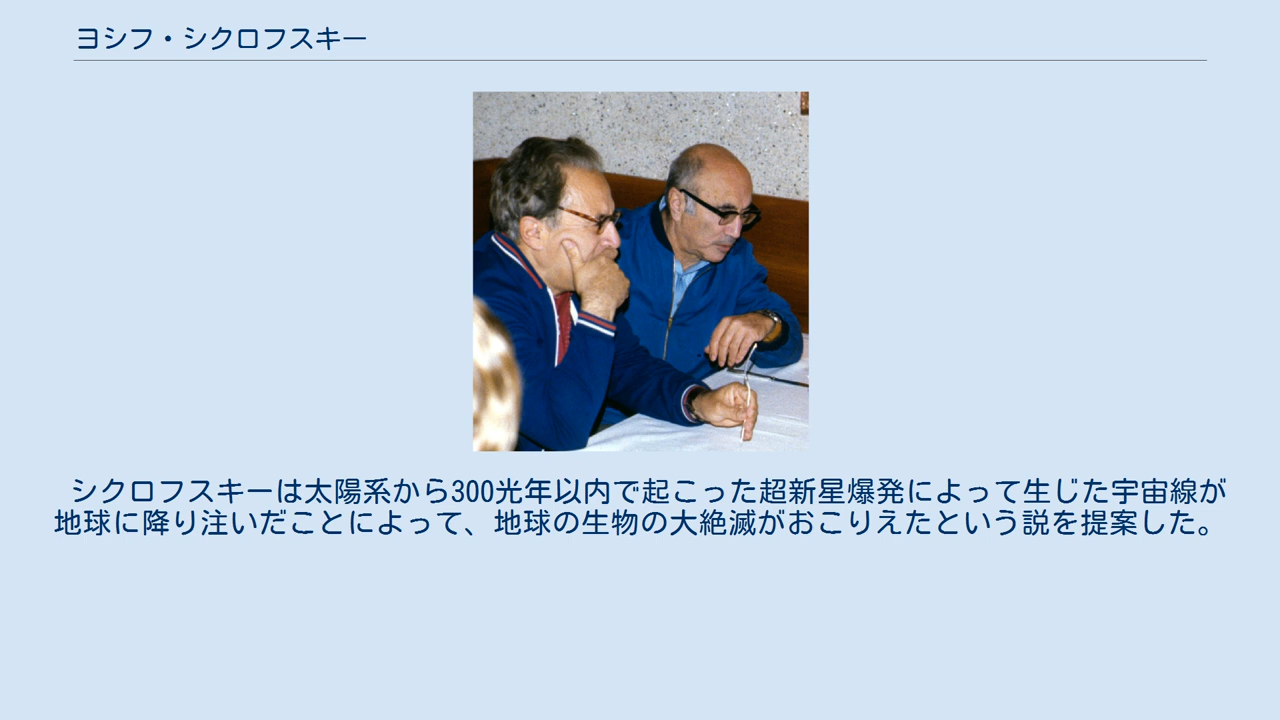 ヨシフ・シクロフスキー
シクロフスキーは太陽系から300光年以内で起こった超新星爆発によって生じた宇宙線が
地球に降り注いだことによって、地球の生物の大絶滅がおこりえたという説を提案した。